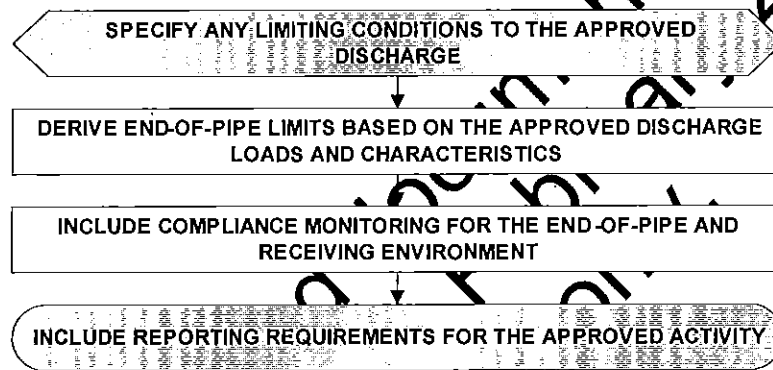 SPECIFY ANY LIMITING CONDITIONS TO THE APPROVED
DISCHARGE
DERIVE END-OF-PIPE LIMITS BASED ON THE APPROVED DISCHARGE
LOADS AND CHARACTERISTICS
INCLUDE COMPLIANCE MONITORING FOR THE END-OF-PIPE AND
RECEIVING ENVIRONMENT
INCLUDE REPORTING REQUIREMENTS FOR THE APPROVED ACTIVITY